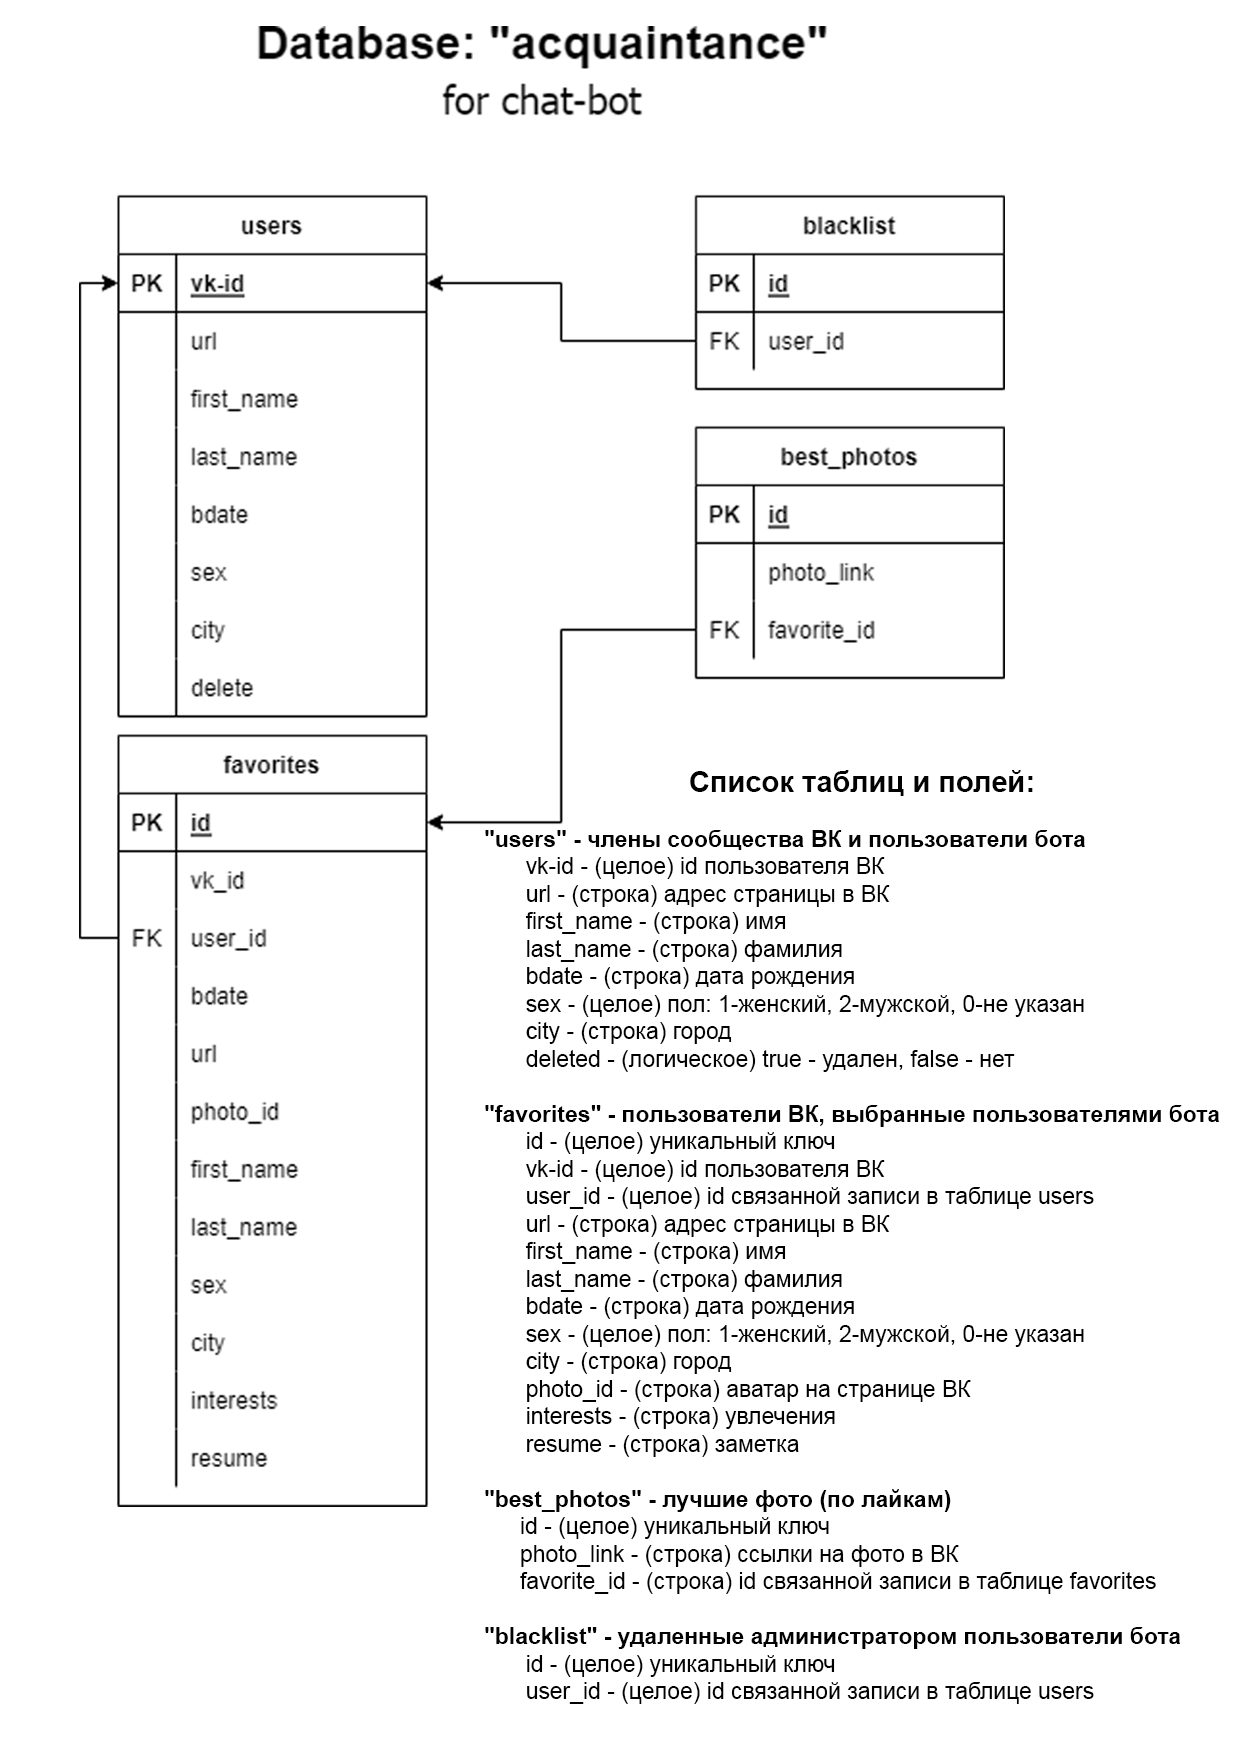 Database: "acquaintance"
for chat-bot
users
PK vk-id
url
first_name
last_name
bdate
sex
city
delete
blacklist
PK id
FK user_id
best_photos
PK id
photo_link
FK favorite_id
favorites
PK id
vk_id
FK user_id
bdate
url
photo_id
first_name
last_name
sex
city
interests
resume
Список таблиц и полей:
"users" - члены сообщества ВК и пользователи бота
vk-id - (целое) id пользователя ВК
url - (строка) адрес страницы в ВК
first_name - (строка) имя
last_name - (строка) фамилия
bdate - (строка) дата рождения
sex - (целое) пол: 1-женский, 2-мужской, 0-не указан
city - (строка) город
deleted - (логическое) true - удален, false - нет
"favorites" - пользователи ВК, выбранные пользователями бота
id - (целое) уникальный ключ
vk-id - (целое) id пользователя ВК
user_id - (целое) id связанной записи в таблице users
url - (строка) адрес страницы в ВК
first_name - (строка) имя
last_name - (строка) фамилия
bdate - (строка) дата рождения
sex - (целое) пол: 1-женский, 2-мужской, 0-не указан
city - (строка) город
photo_id - (строка) аватар на странице ВК
interests - (строка) увлечения
resume - (строка) заметка
"best_photos" - лучшие фото (по лайкам)
id - (целое) уникальный ключ
photo_link - (строка) ссылки на фото в ВК
favorite_id - (строка) id связанной записи в таблице favorites
"blacklist" - удаленные администратором пользователи бота
id - (целое) уникальный ключ
user_id - (целое) id связанной записи в таблице users